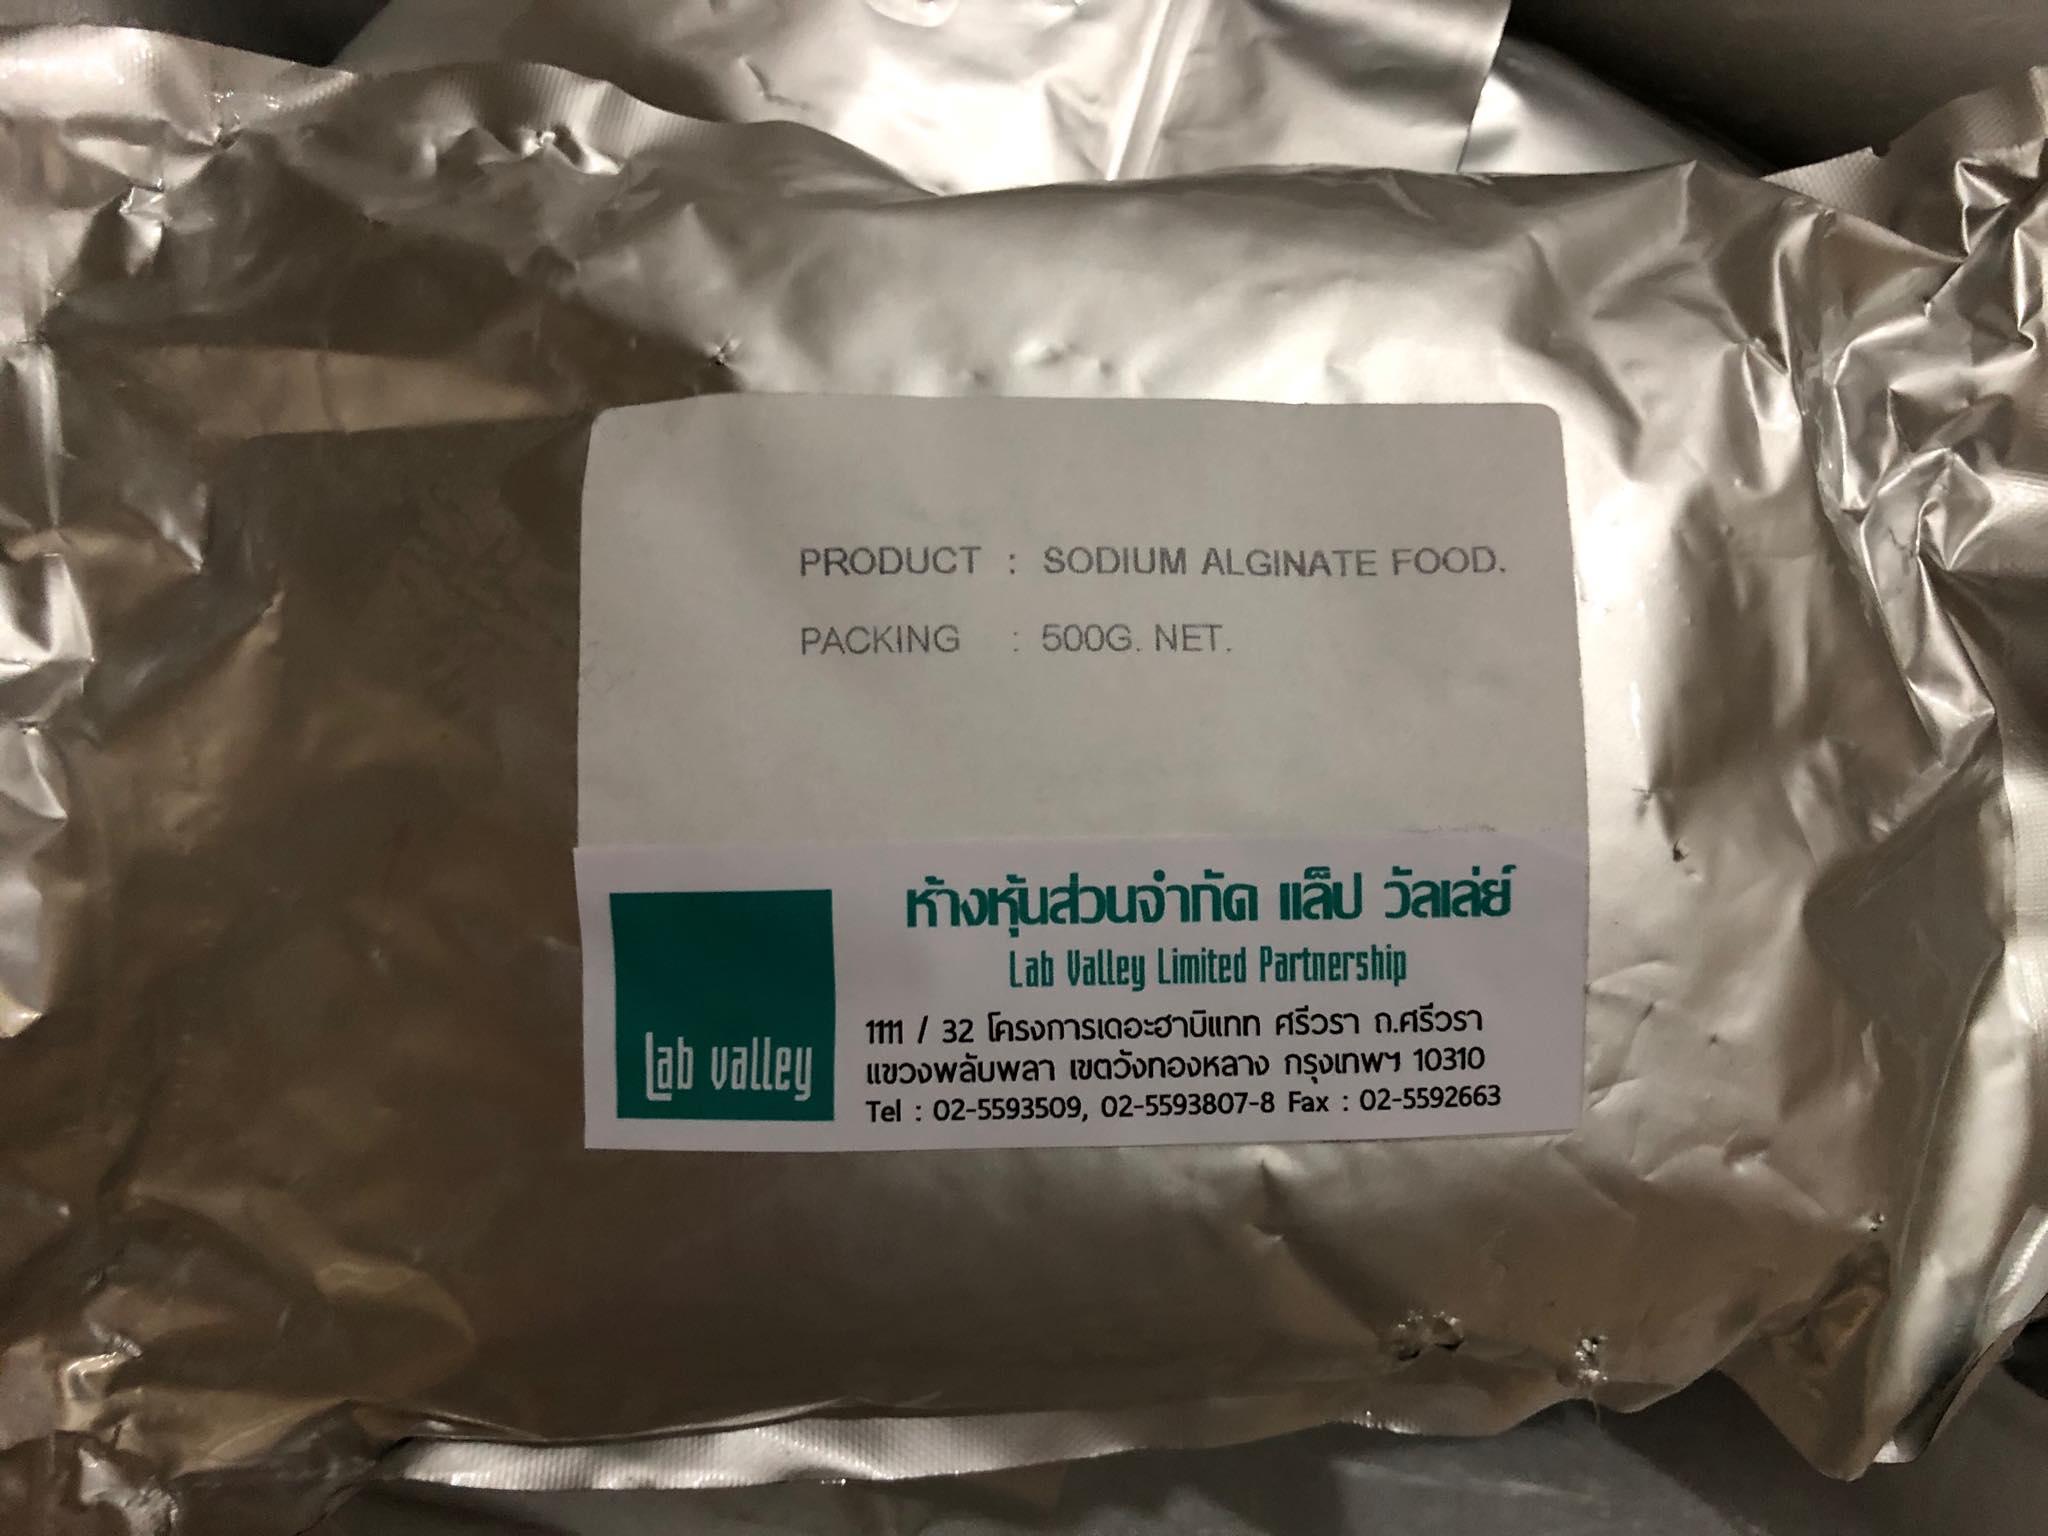 PRODUCT : SODIUM ALGINATE FOOD.
PACKING : 500G. NET.
ห้างหุ้นส่วนจำกัด แล็ป วัลเล่ย์
Lab Valley Limited Partnership
1111 / 32 โครงการเดอะฮาบิแทท ศรีวรา ถ.ศรีวรา
แขวงพลับพลา เขตวังทองหลาง กรุงเทพฯ 10310
Tel : 02-5593509, 02-5593807-8 Fax : 02-5592663
Lab valley